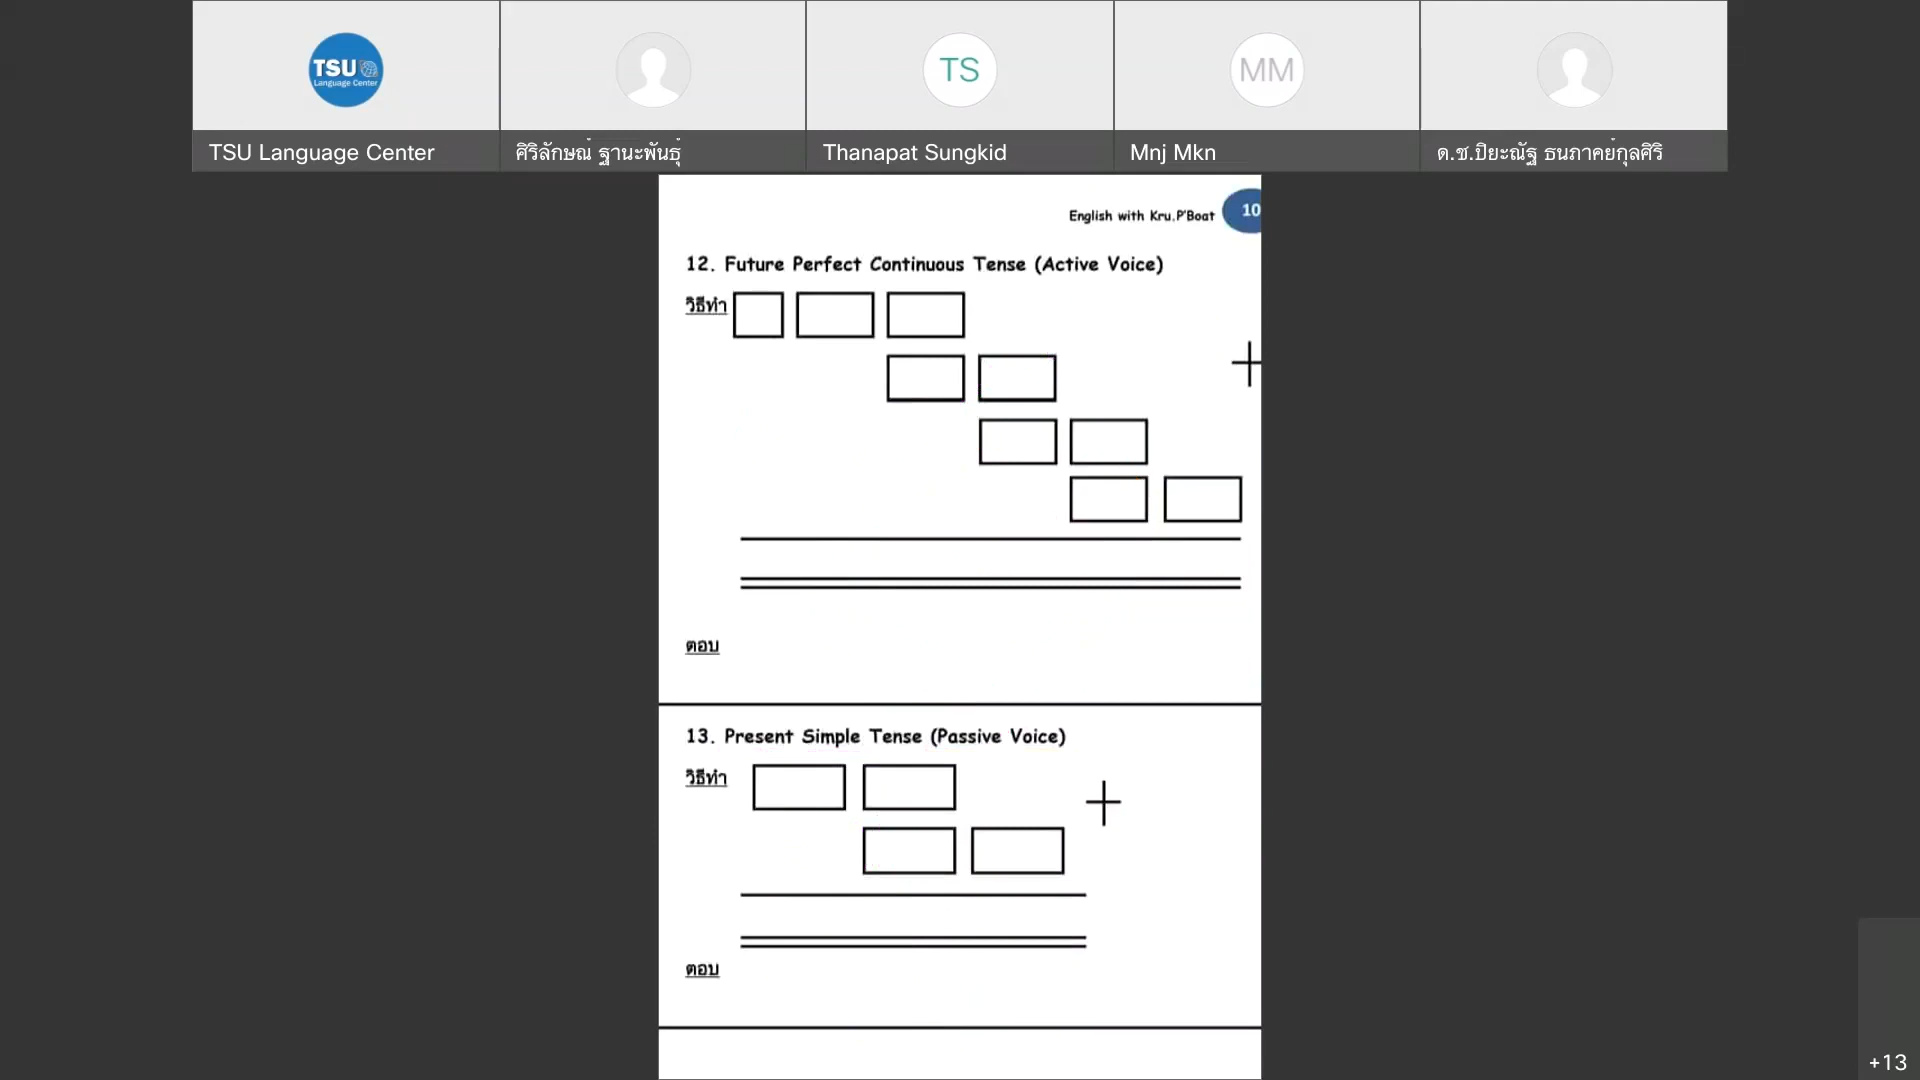 TSU
Language Center
TS
MM
TSU Language Center
ศิริลักษณ์ ฐานะพันธุ์
Thanapat Sungkid
Mnj Mkn
ด.ช.ปิยะณัฐ ธนภาคย์กุลศิริ
English with Kru.P'Boat
10
12. Future Perfect Continuous Tense (Active Voice)
วิธีทำ
ตอบ
13. Present Simple Tense (Passive Voice)
วิธีทำ
ตอบ
+13